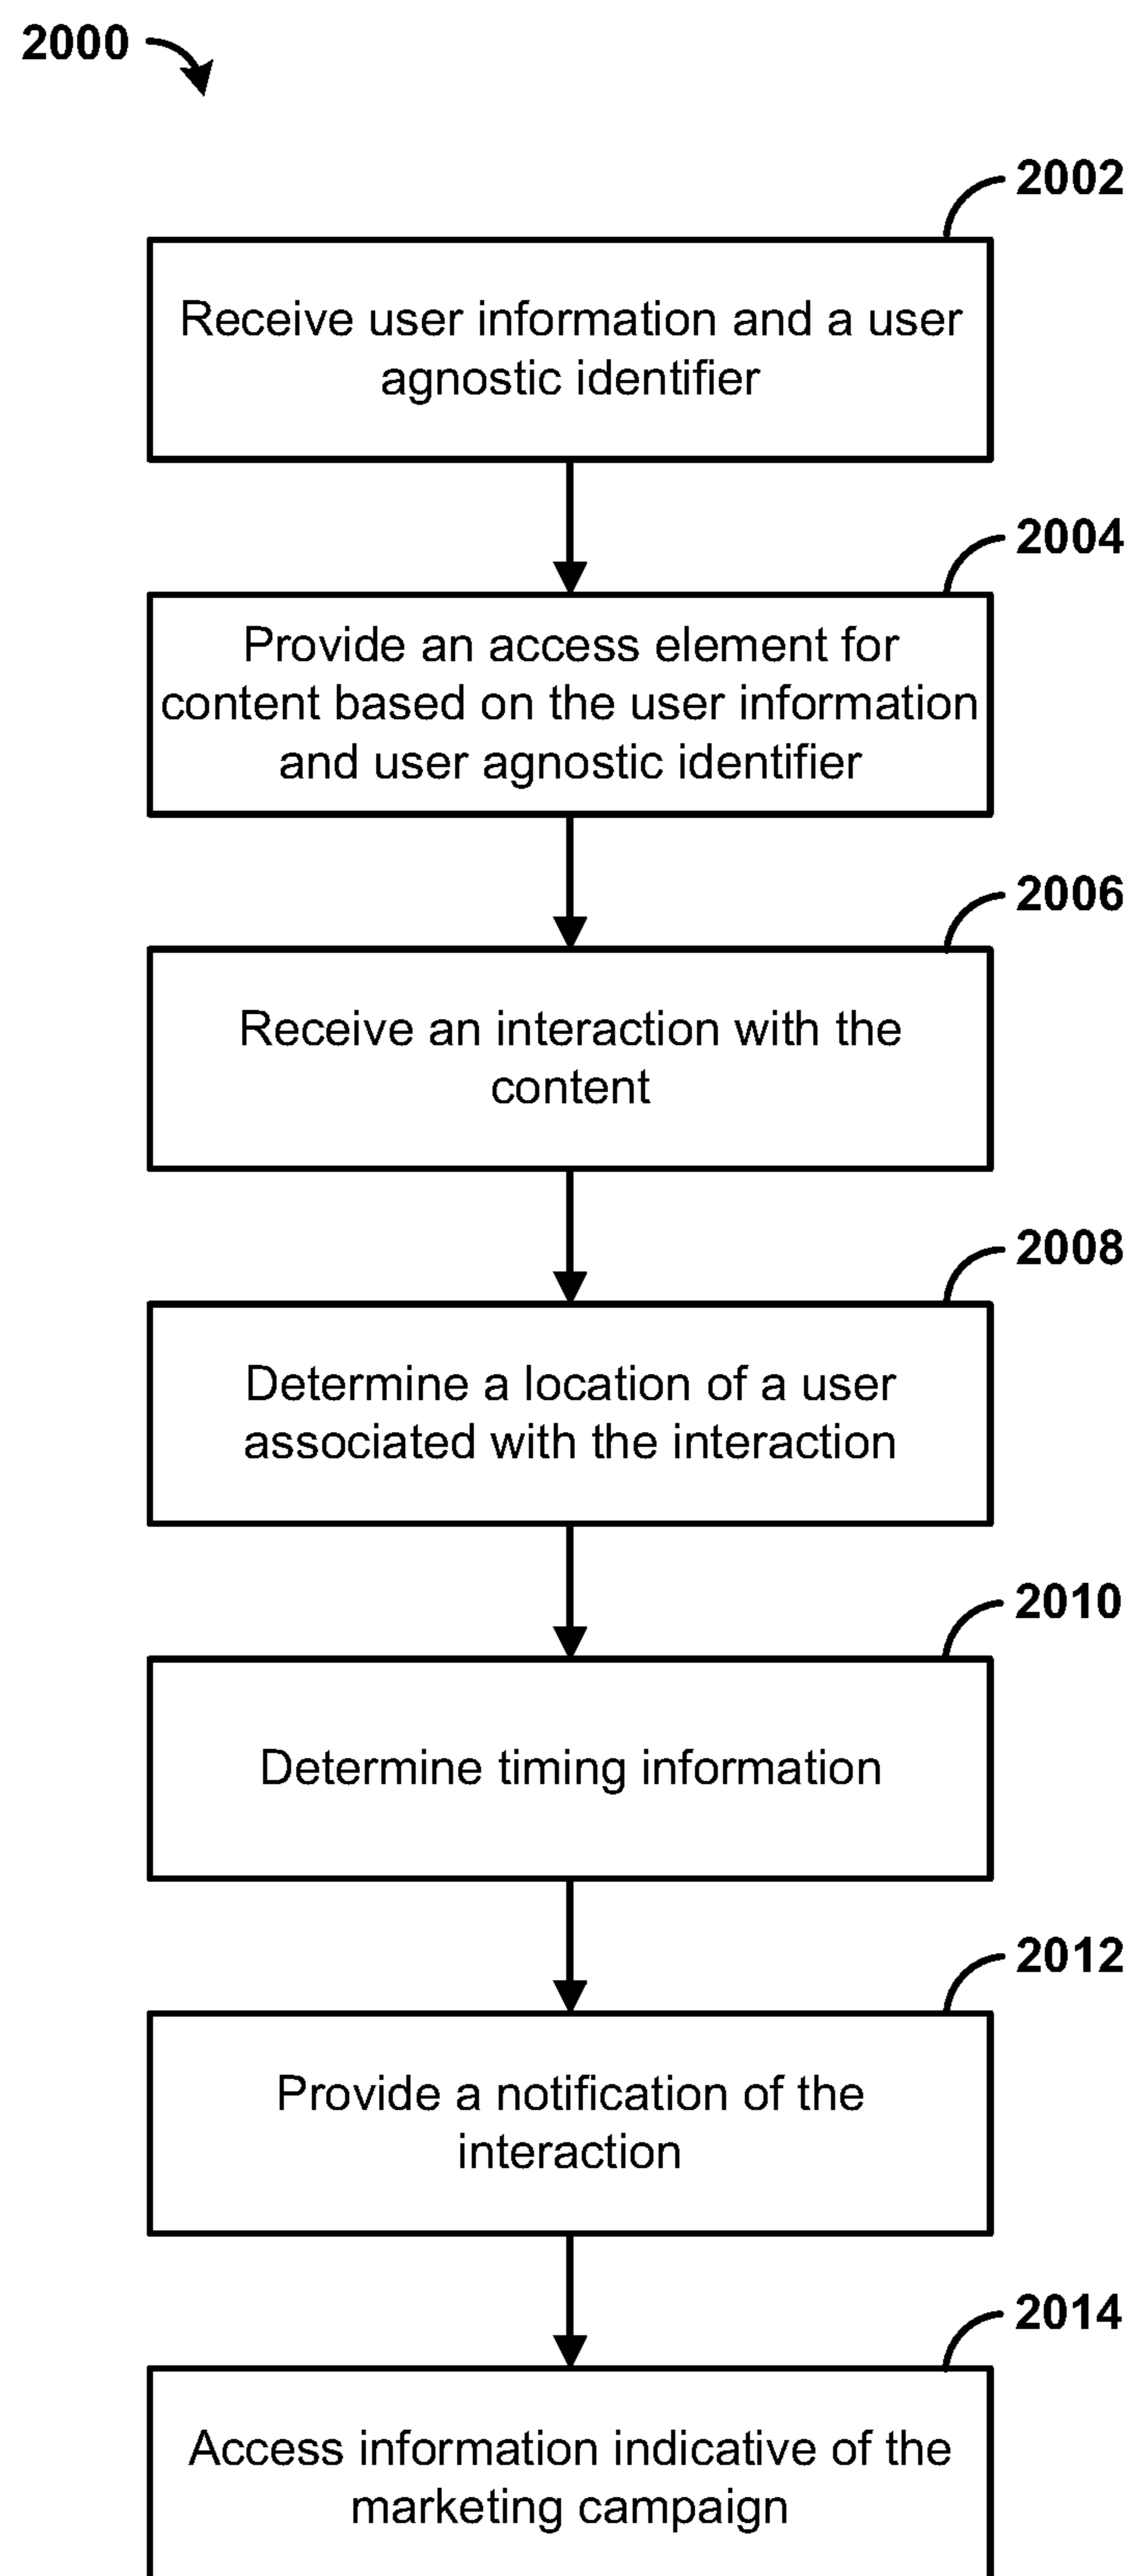 2000
2002
Receive user information and a user
agnostic identifier
2004
Provide an access element for
content based on the user information
and user agnostic identifier
2006
Receive an interaction with the
content
2008
Determine a location of a user
associated with the interaction
2010
Determine timing information
2012
Provide a notification of the
interaction
2014
Access information indicative of the
marketing campaign